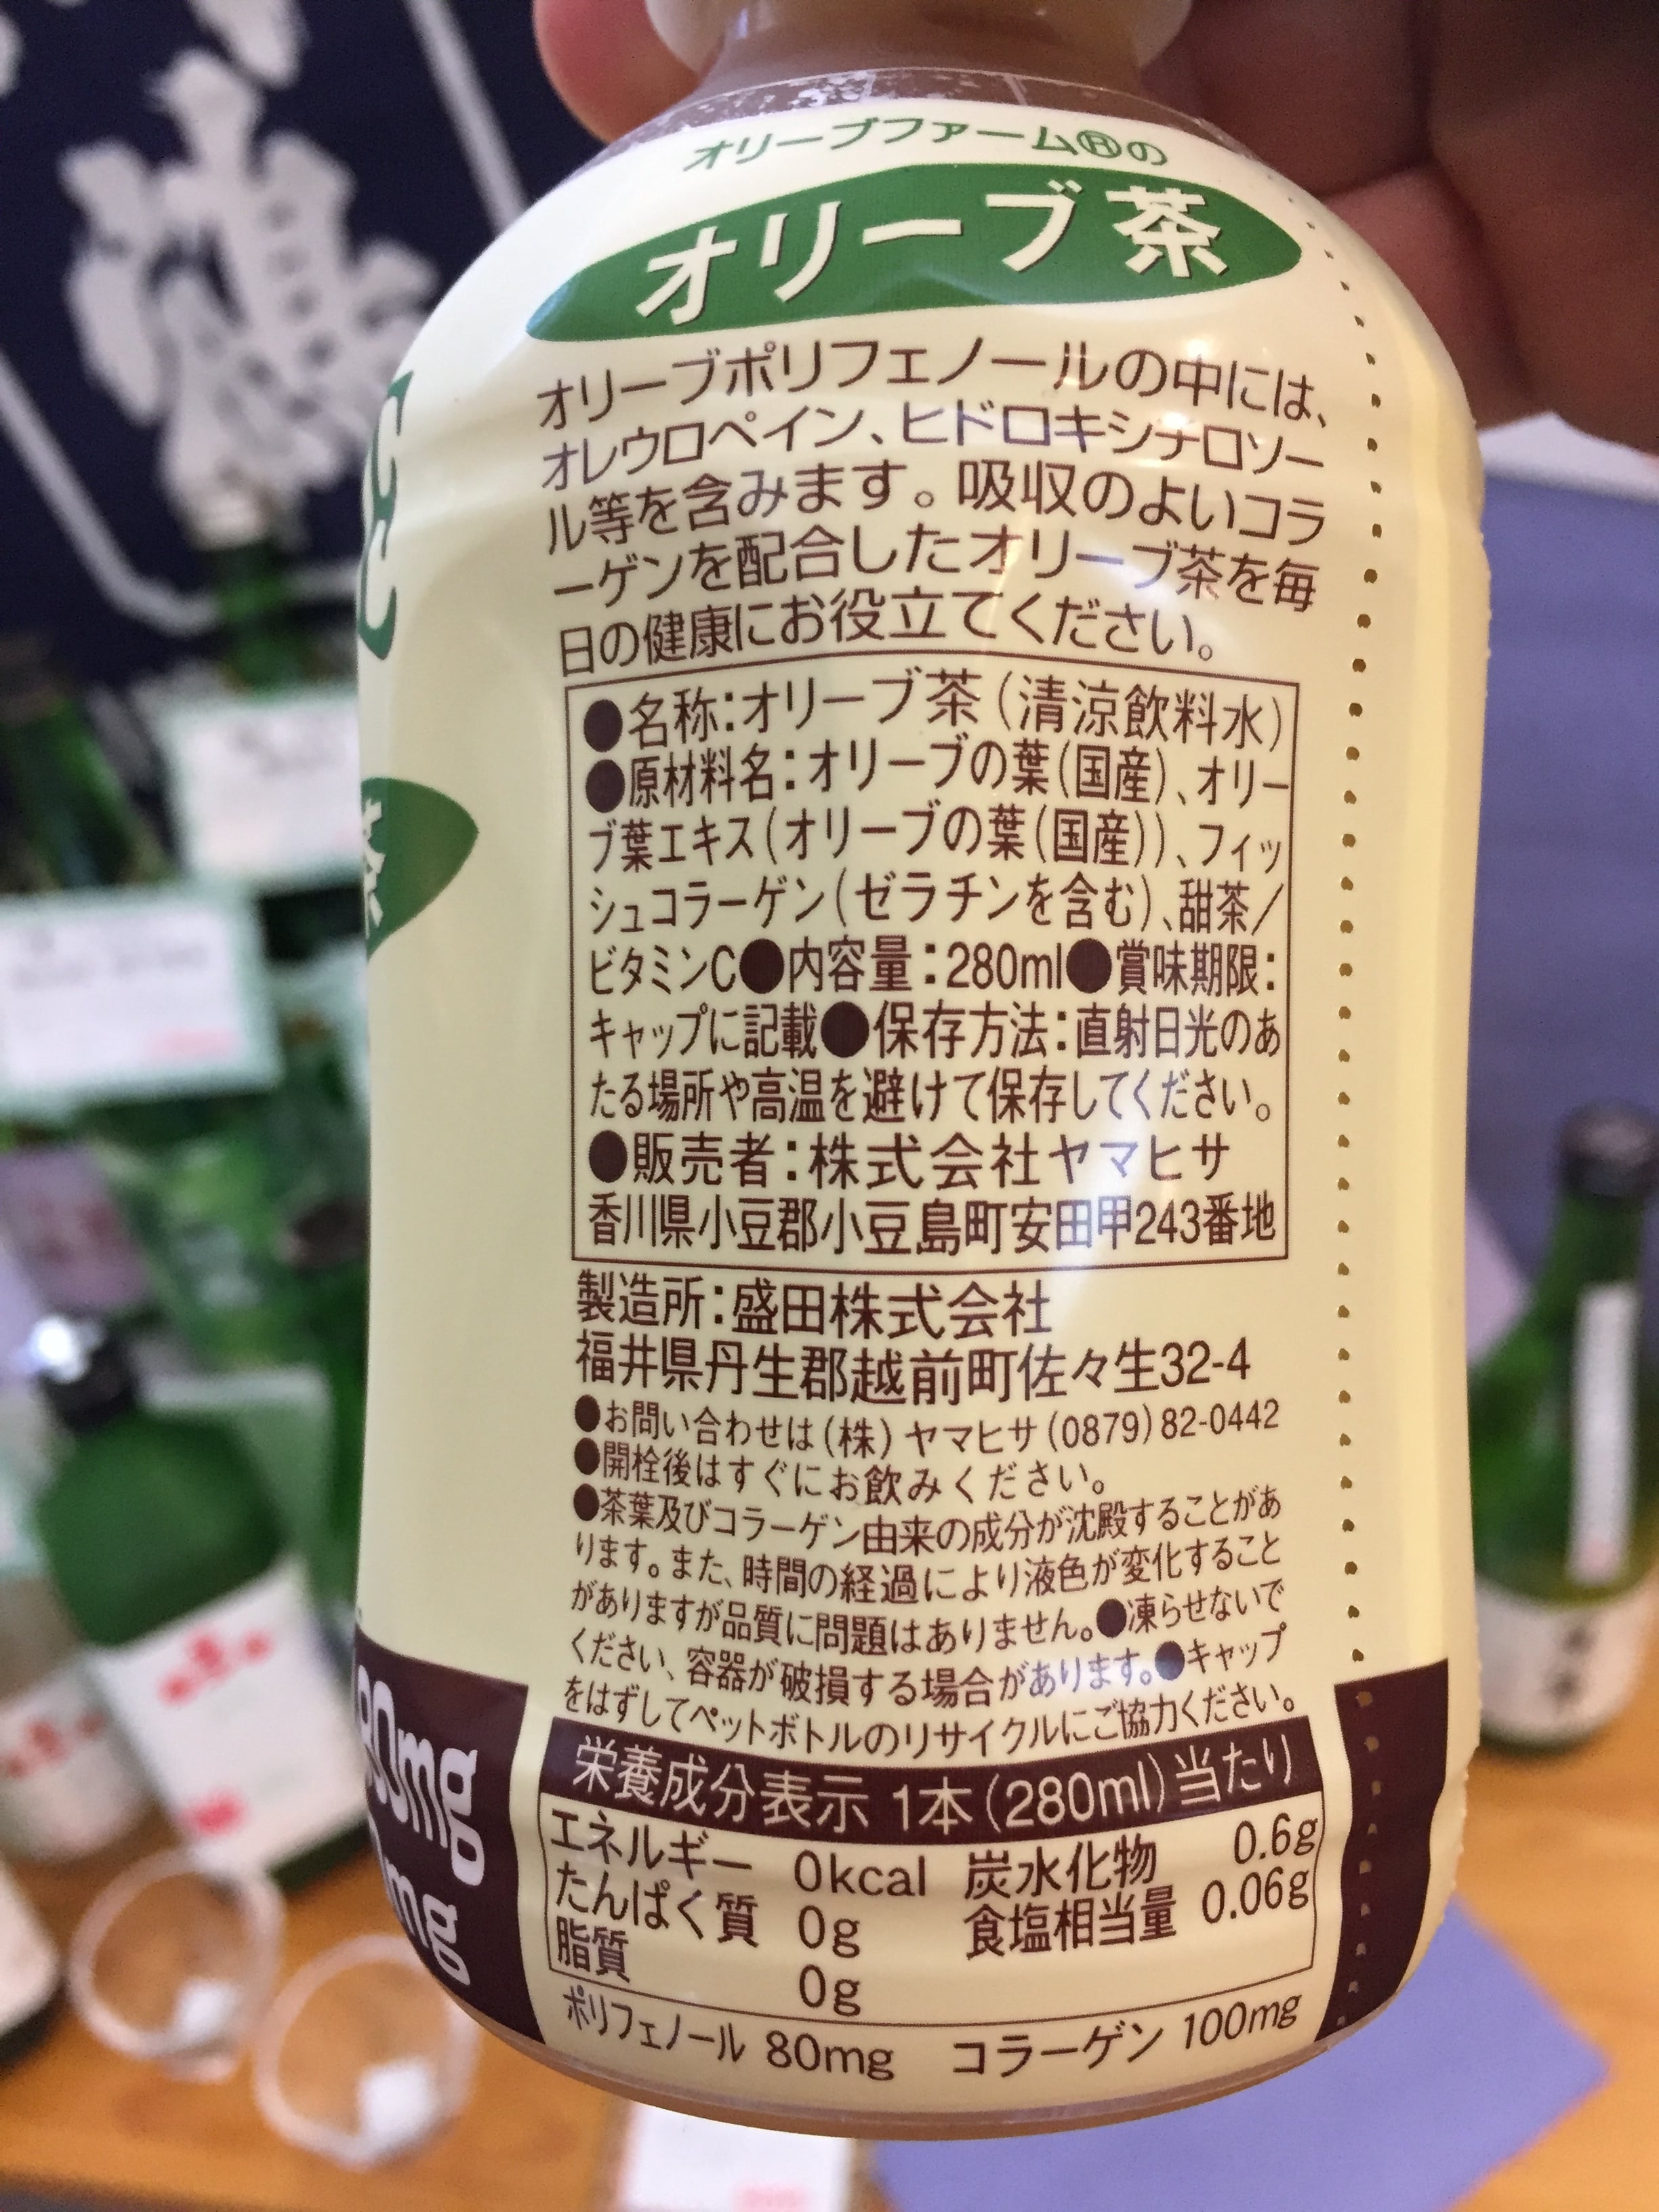 オリーブファームⒽの
オリーブ茶
オリーブポリフェノールの中には、
オレウロペイン、ヒドロキシチロソー
ル等を含みます。吸収のよいコラ
ーゲンを配合したオリーブ茶を毎
日の健康にお役立てください。
●名称:オリーブ茶(清涼飲料水)
●原材料名:オリーブの葉(国産)、オリー
ブ葉エキス(オリーブの葉(国産))、フィッ
シュコラーゲン(ゼラチンを含む)、甜茶/
ビタミンC●内容量:280ml●賞味期限:
キャップに記載●保存方法:直射日光のあ
たる場所や高温を避けて保存してください。
●販売者:株式会社ヤマヒサ
香川県小豆郡小豆島町安田甲243番地
製造所:盛田株式会社
福井県丹生郡越前町佐々生32-4
●お問い合わせは(株)ヤマヒサ(0879)82-0442
●開栓後はすぐにお飲みください。
●茶葉及びコラーゲン由来の成分が沈殿することがあ
ります。また、時間の経過により液色が変化すること
がありますが品質に問題はありません。●凍らせないで
ください、容器が破損する場合があります。●キャップ
をはずしてペットボトルのリサイクルにご協力ください。
栄養成分表示 1本(280ml)当たり
エネルギー 0kcal 炭水化物 0.6g
たんぱく質 0g 食塩相当量 0.06g
脂質 0g
ポリフェノール 80mg コラーゲン 100mg
茶
80mg
mg